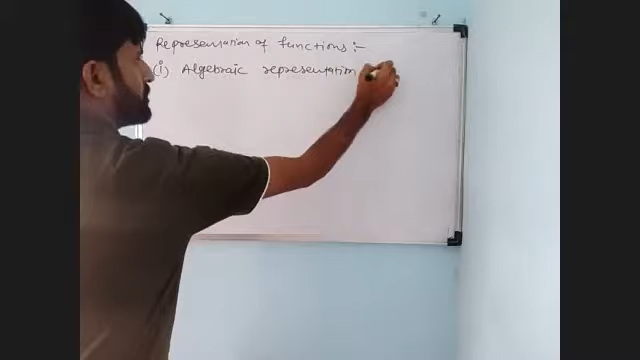 Representation of functions :-
(i) Algebraic representation